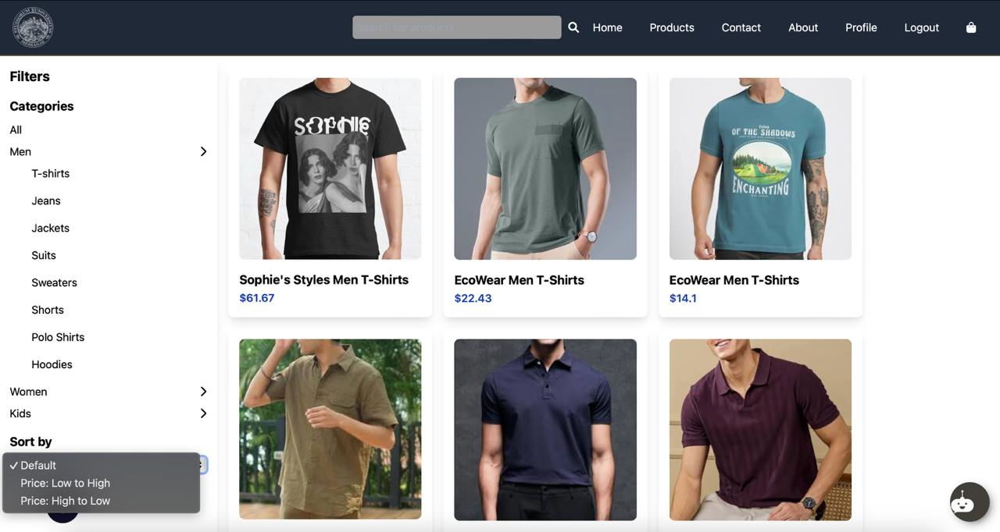 Search for products
Home
Products
Contact
About
Profile
Logout
Filters
Categories
All
Men
T-shirts
Jeans
Jackets
Suits
Sweaters
Shorts
Polo Shirts
Hoodies
Women
Kids
Sort by
✓ Default
Price: Low to High
Price: High to Low
SOPHIE
Sophie's Styles Men T-Shirts
$61.67
EcoWear Men T-Shirts
$22.43
Enjoy
OF THE SHADOWS
ENCHANTING
EcoWear Men T-Shirts
$14.1